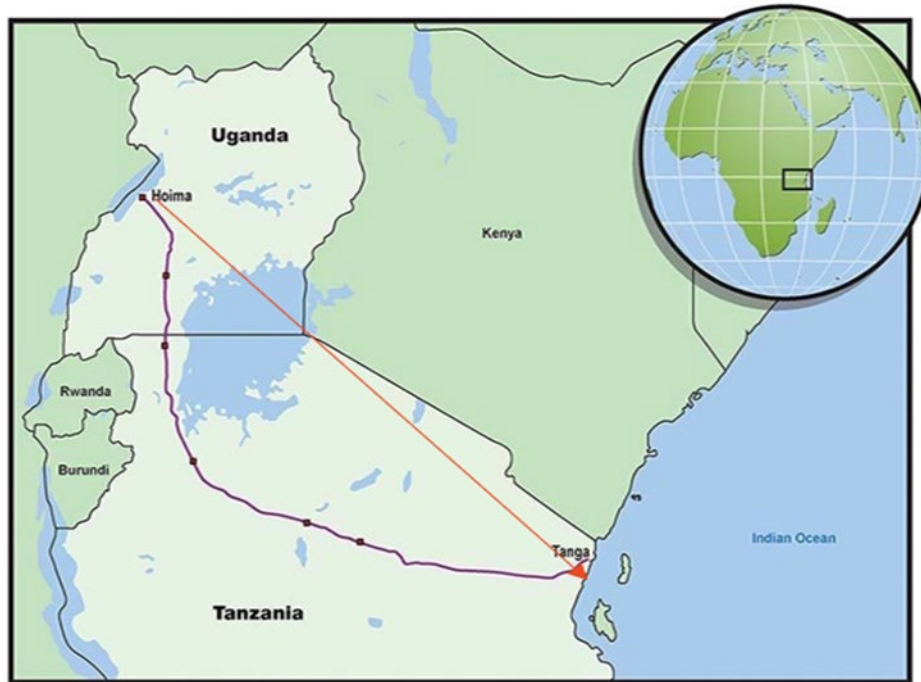 Uganda
Hoima
Kenya
Rwanda
Burundi
Indian Ocean
Tanga
Tanzania